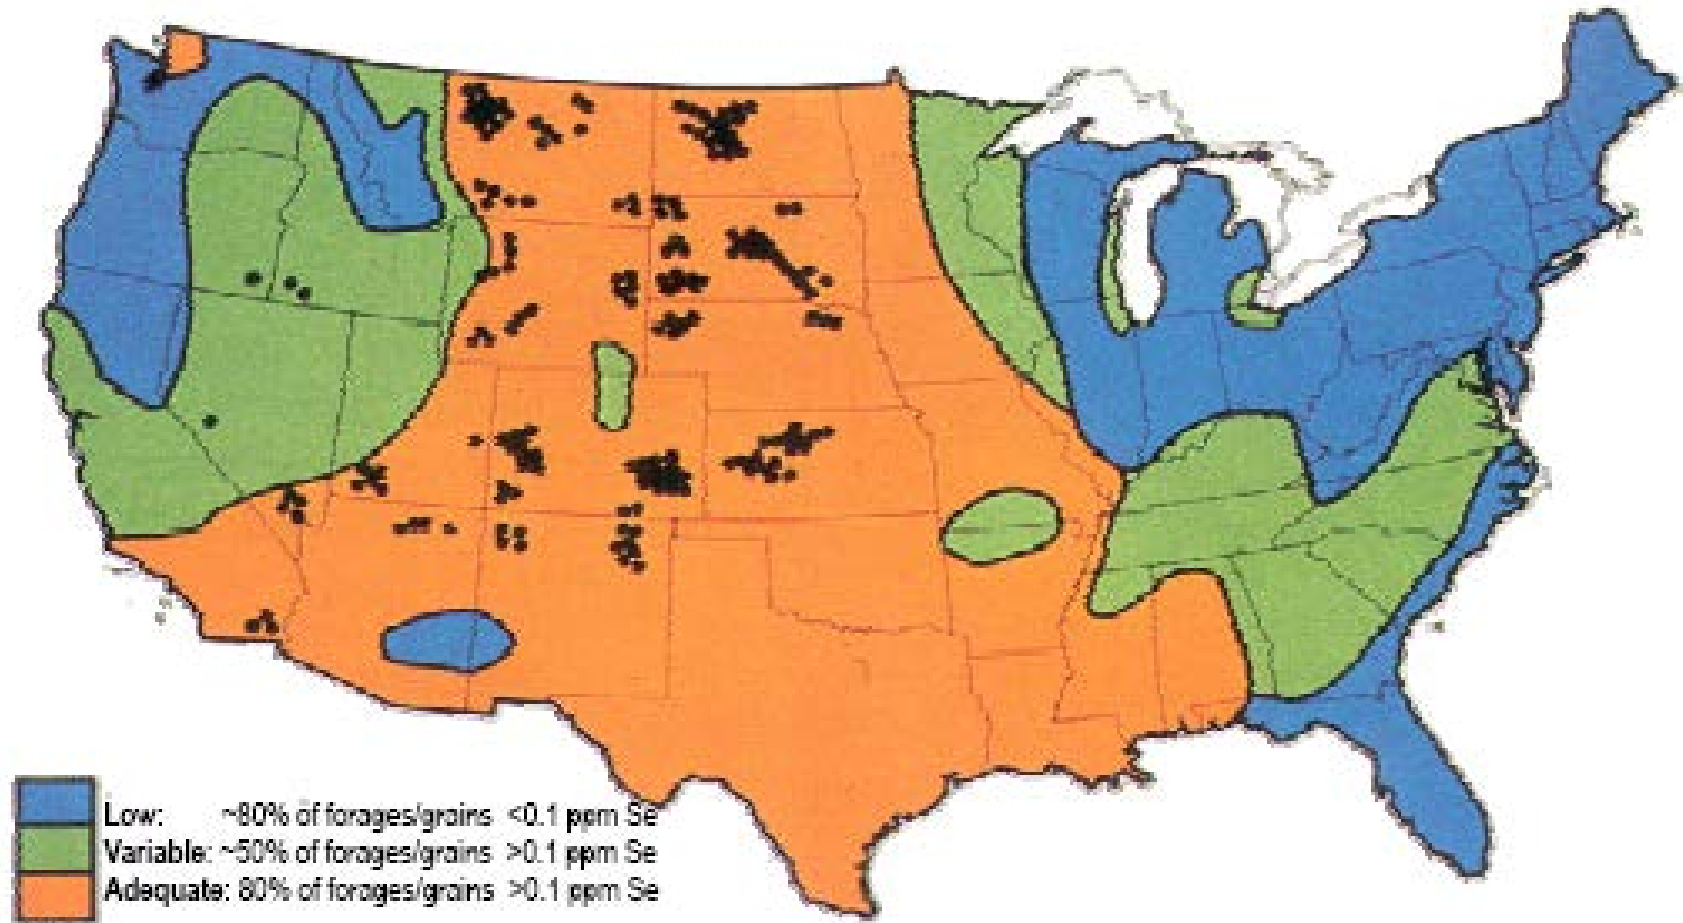 Low: ~80% of forages/grains <0.1 ppm Se
Variable: ~50% of forages/grains >0.1 ppm Se
Adequate: 80% of forages/grains >0.1 ppm Se